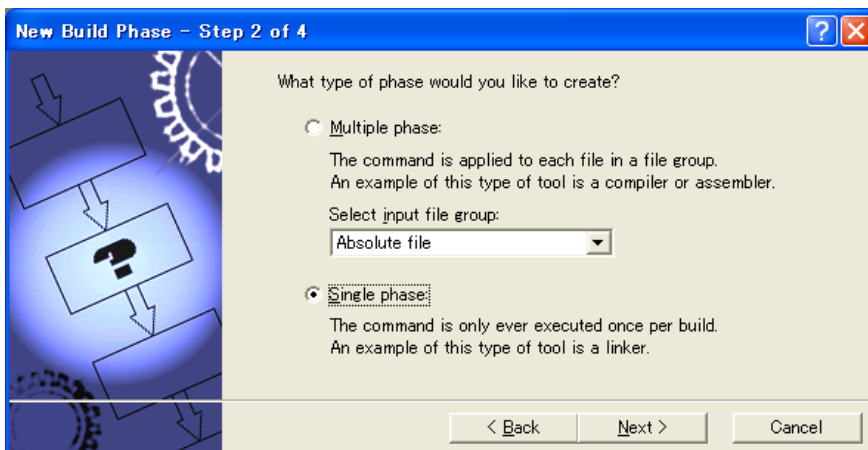 New Build Phase - Step 2 of 4
What type of phase would you like to create?
Multiple phase:
The command is applied to each file in a file group.
An example of this type of tool is a compiler or assembler.
Select input file group:
Absolute file
Single phase:
The command is only ever executed once per build.
An example of this type of tool is a linker.
< Back Next > Cancel